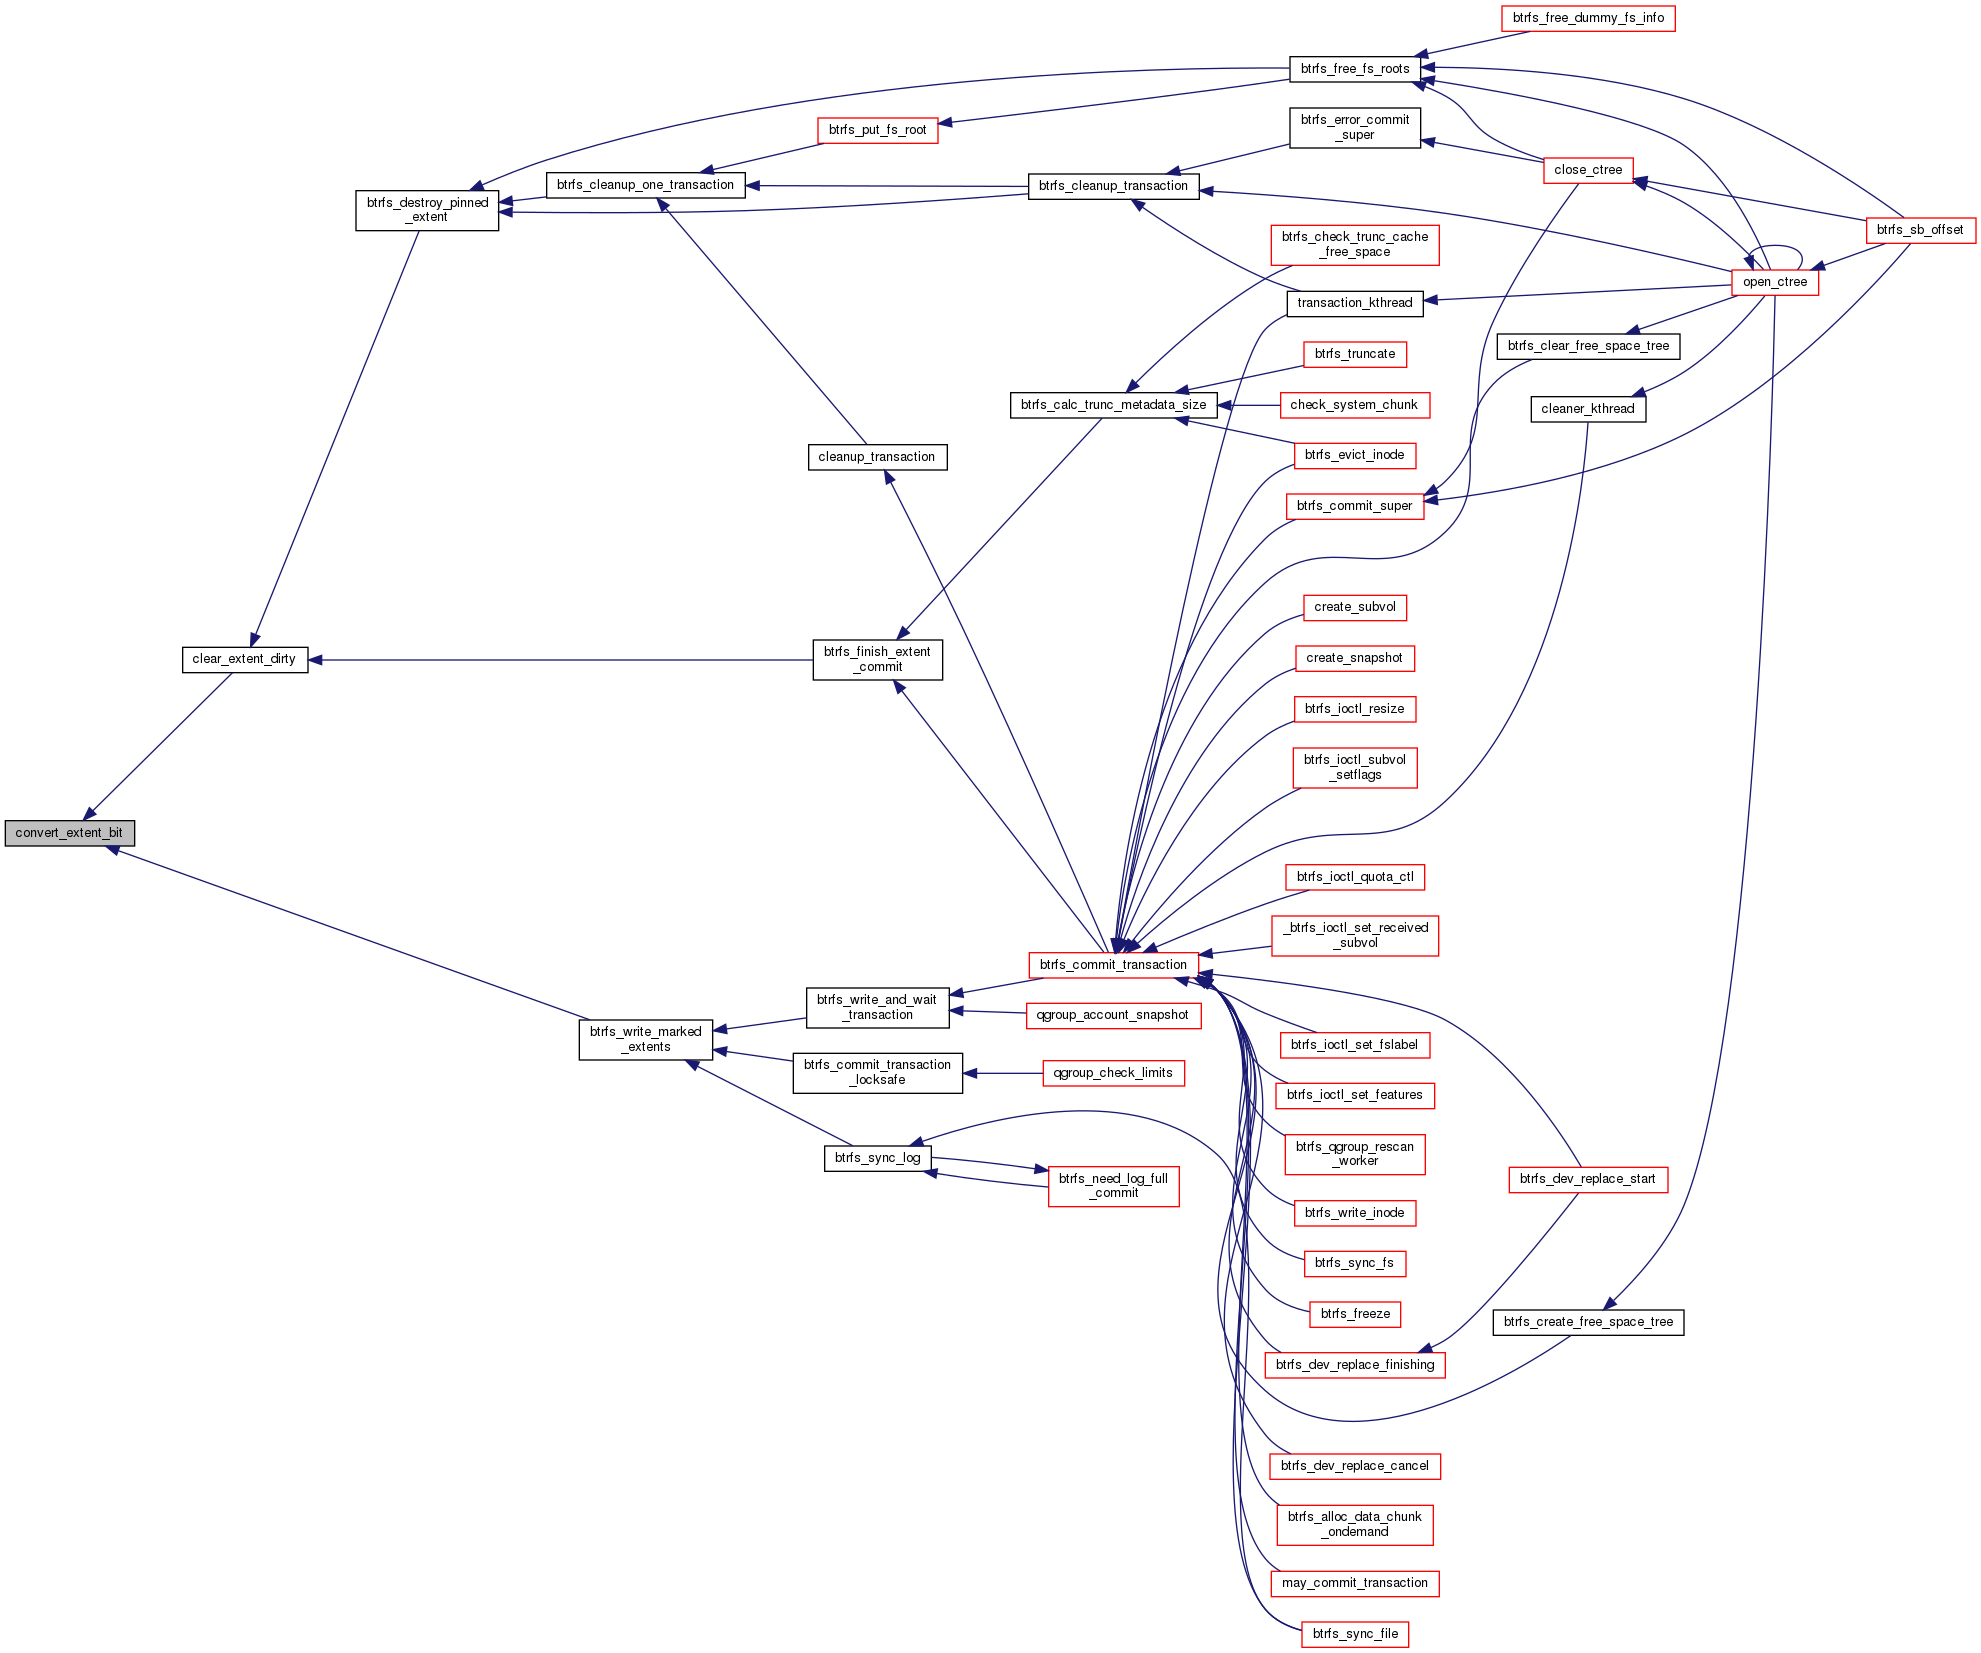 btrfs_free_dummy_fs_info
btrfs_free_fs_roots
btrfs_error_commit
_super
btrfs_put_fs_root
close_ctree
btrfs_cleanup_one_transaction
btrfs_cleanup_transaction
btrfs_destroy_pinned
_extent
btrfs_sb_offset
btrfs_check_trunc_cache
_free_space
open_ctree
transaction_kthread
btrfs_clear_free_space_tree
btrfs_truncate
btrfs_calc_trunc_metadata_size
check_system_chunk
cleaner_kthread
cleanup_transaction
btrfs_evict_inode
btrfs_commit_super
create_subvol
clear_extent_dirty
btrfs_finish_extent
_commit
create_snapshot
btrfs_ioctl_resize
btrfs_ioctl_subvol
_setflags
convert_extent_bit
btrfs_ioctl_quota_ctl
_btrfs_ioctl_set_received
_subvol
btrfs_commit_transaction
btrfs_write_and_wait
_transaction
qgroup_account_snapshot
btrfs_write_marked
_extents
btrfs_ioctl_set_fslabel
btrfs_commit_transaction
_locksafe
qgroup_check_limits
btrfs_ioctl_set_features
btrfs_sync_log
btrfs_qgroup_rescan
_worker
btrfs_need_log_full
_commit
btrfs_dev_replace_start
btrfs_write_inode
btrfs_sync_fs
btrfs_freeze
btrfs_create_free_space_tree
btrfs_dev_replace_finishing
btrfs_dev_replace_cancel
btrfs_alloc_data_chunk
_ondemand
may_commit_transaction
btrfs_sync_file